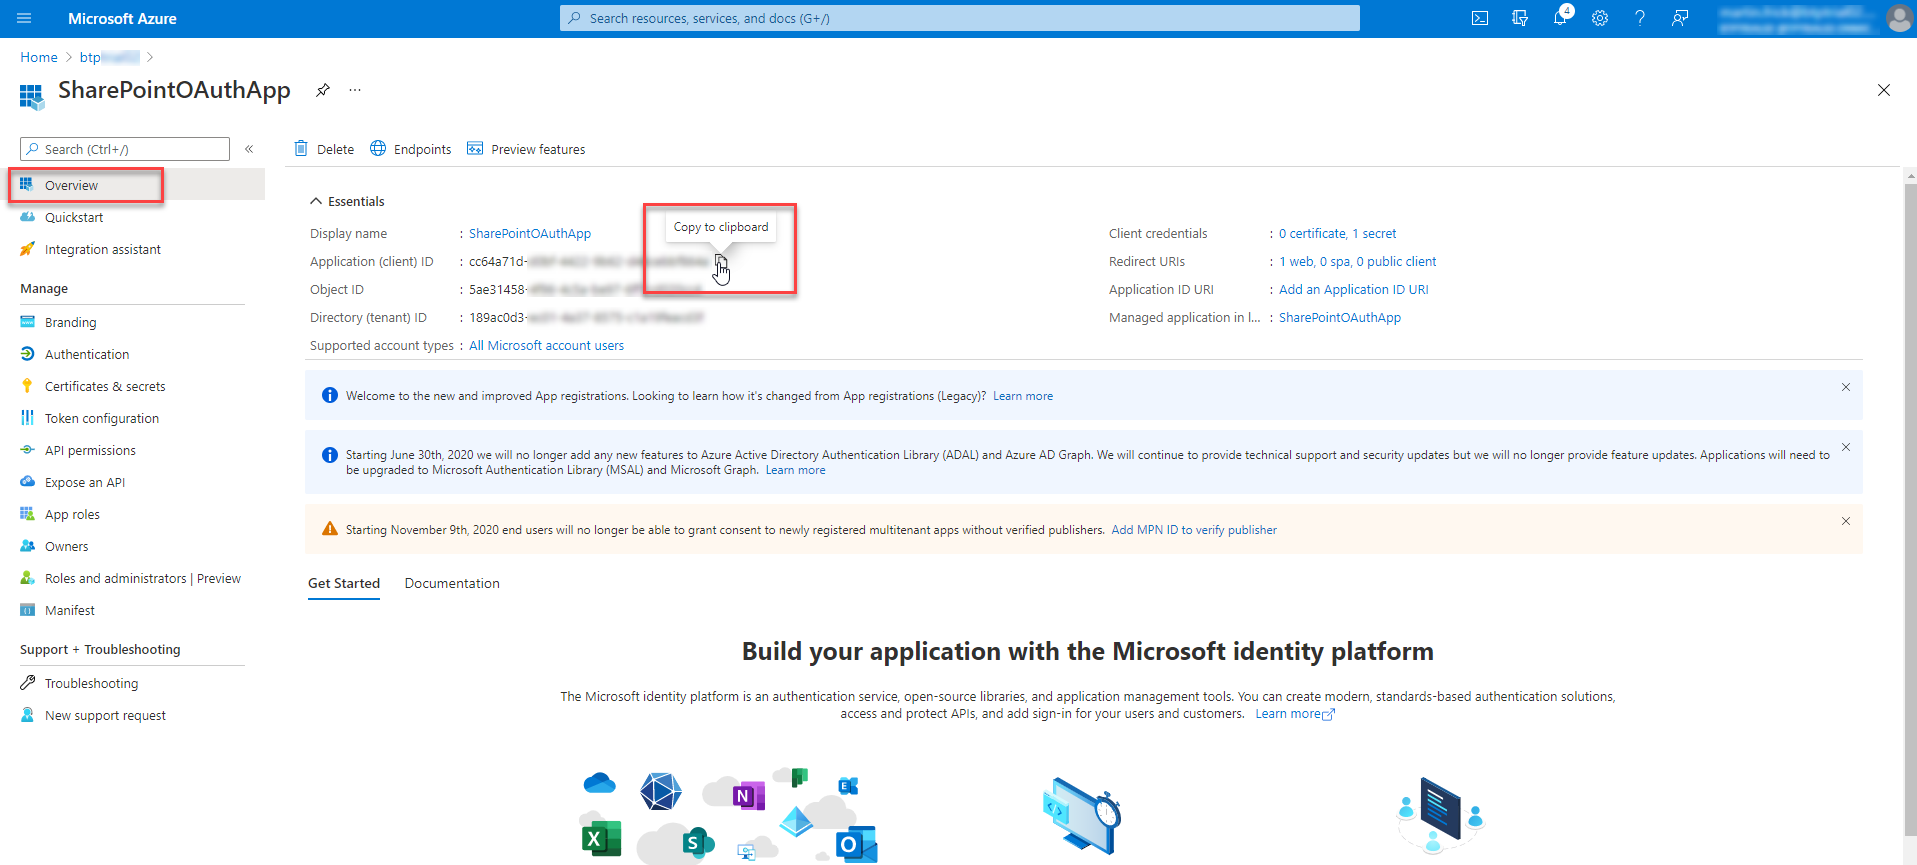 Microsoft Azure
Search resources, services, and docs (G+/)
4
Home > btp
SharePointOAuthApp
Search (Ctrl+/)
Delete
Endpoints
Preview features
Overview
Quickstart
Integration assistant
Manage
Branding
Authentication
Certificates & secrets
Token configuration
API permissions
Expose an API
App roles
Owners
Roles and administrators | Preview
Manifest
Support + Troubleshooting
Troubleshooting
New support request
Essentials
Copy to clipboard
Display name : SharePointOAuthApp
Application (client) ID : cc64a71d-
Object ID : 5ae31458-
Directory (tenant) ID : 189ac0d3-
Supported account types : All Microsoft account users
Client credentials : 0 certificate, 1 secret
Redirect URIs : 1 web, 0 spa, 0 public client
Application ID URI : Add an Application ID URI
Managed application in l... : SharePointOAuthApp
Welcome to the new and improved App registrations. Looking to learn how it's changed from App registrations (Legacy)? Learn more
Starting June 30th, 2020 we will no longer add any new features to Azure Active Directory Authentication Library (ADAL) and Azure AD Graph. We will continue to provide technical support and security updates but we will no longer provide feature updates. Applications will need to
be upgraded to Microsoft Authentication Library (MSAL) and Microsoft Graph. Learn more
Starting November 9th, 2020 end users will no longer be able to grant consent to newly registered multitenant apps without verified publishers. Add MPN ID to verify publisher
Get Started
Documentation
Build your application with the Microsoft identity platform
The Microsoft identity platform is an authentication service, open-source libraries, and application management tools. You can create modern, standards-based authentication solutions,
access and protect APIs, and add sign-in for your users and customers. Learn more
N
E
X
S
O